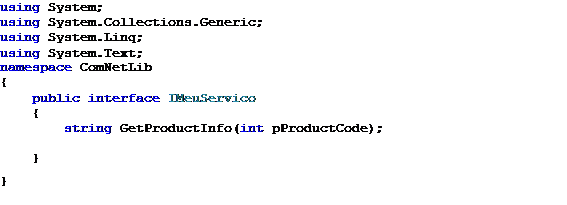 using System;
using System.Collections.Generic;
using System.Linq;
using System.Text;
namespace ComNetLib
{
    public interface IMeuServico
    {
        string GetProductInfo(int pProductCode);
    }
}